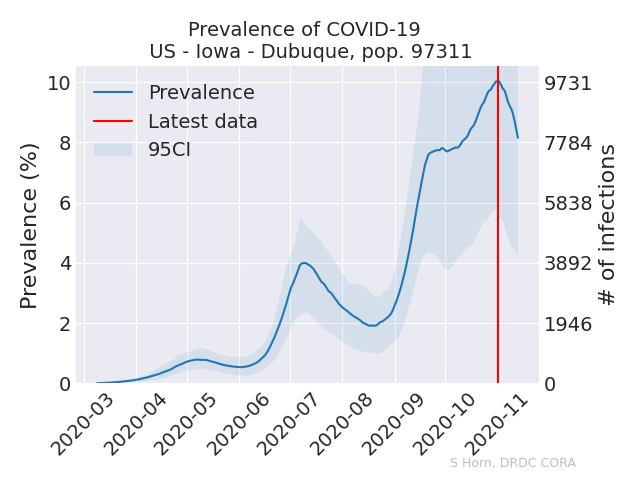 Prevalence of COVID-19
US - Iowa - Dubuque, pop. 97311
Prevalence
Latest data
95CI
Prevalence (%)
10
8
6
4
2
0
9731
7784
5838
3892
1946
0
# of infections
2020-03
2020-04
2020-05
2020-06
2020-07
2020-08
2020-09
2020-10
2020-11
S Horn, DRDC CORA